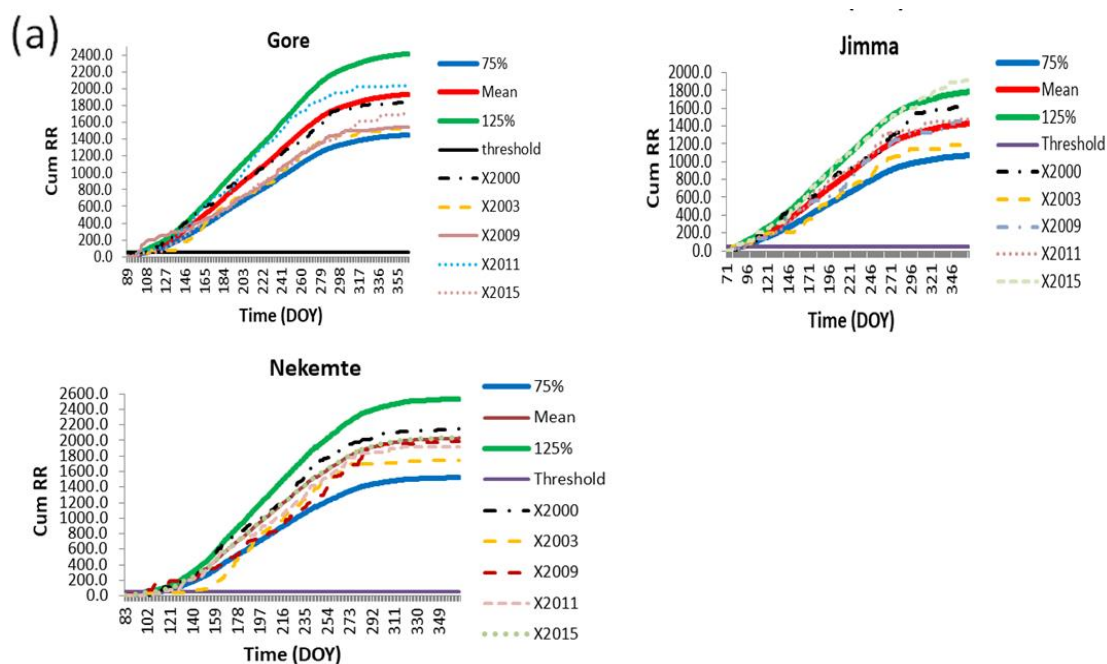 (a)
Gore
2400.0
2200.0
2000.0
1800.0
1600.0
1400.0
1200.0
1000.0
800.0
600.0
400.0
200.0
0.0
Cum RR
89 108 127 146 165 184 203 222 241 260 279 298 317 336 355
Time (DOY)
75%
Mean
125%
threshold
X2000
X2003
X2009
X2011
X2015
Jimma
2000.0
1800.0
1600.0
1400.0
1200.0
1000.0
800.0
600.0
400.0
200.0
0.0
Cum RR
71 96 121 146 171 196 221 246 271 296 321 346
Time (DOY)
75%
Mean
125%
Threshold
X2000
X2003
X2009
X2011
X2015
Nekemte
2600.0
2400.0
2200.0
2000.0
1800.0
1600.0
1400.0
1200.0
1000.0
800.0
600.0
400.0
200.0
0.0
Cum RR
83 102 121 140 159 178 197 216 235 254 273 292 311 330 349
Time (DOY)
75%
Mean
125%
Threshold
X2000
X2003
X2009
X2011
X2015